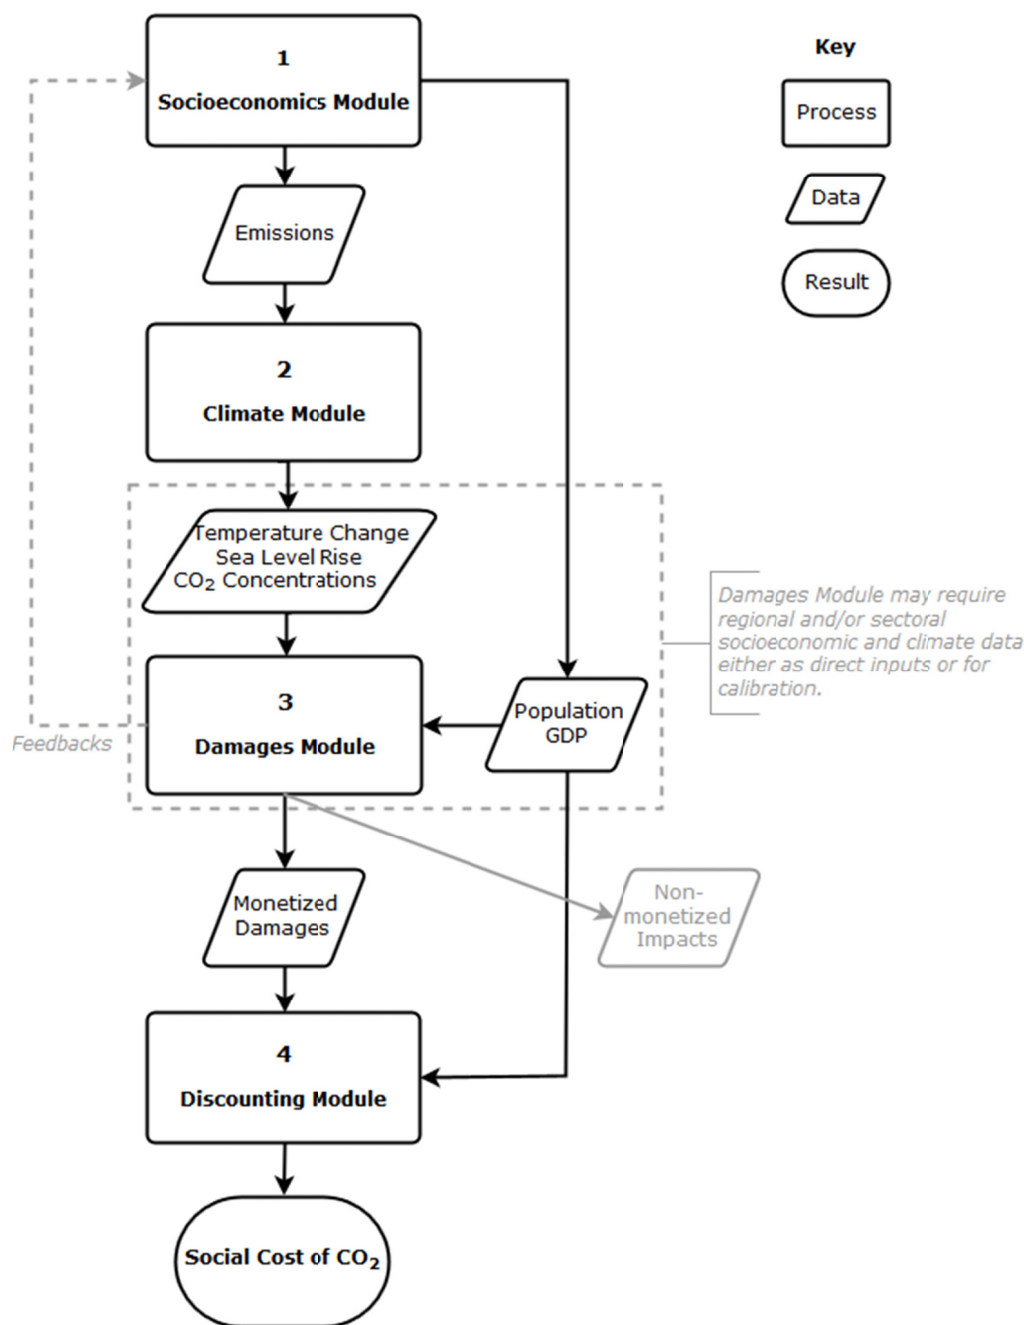 1
Socioeconomics Module
Emissions
2
Climate Module
Temperature Change
Sea Level Rise
CO₂ Concentrations
3
Damages Module
Population
GDP
Feedbacks
Damages Module may require
regional and/or sectoral
socioeconomic and climate data
either as direct inputs or for
calibration.
Monetized
Damages
Non-
monetized
Impacts
4
Discounting Module
Social Cost of CO₂
Key
Process
Data
Result